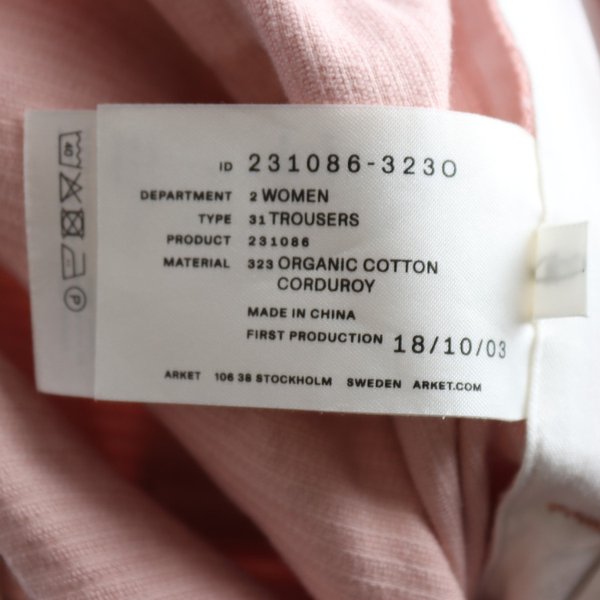 ID 231086-3230
DEPARTMENT 2 WOMEN
TYPE 31 TROUSERS
PRODUCT 231086
MATERIAL 323 ORGANIC COTTON
CORDUROY
MADE IN CHINA
FIRST PRODUCTION 18/10/03
ARKET 106 38 STOCKHOLM SWEDEN ARKET.COM
40
P